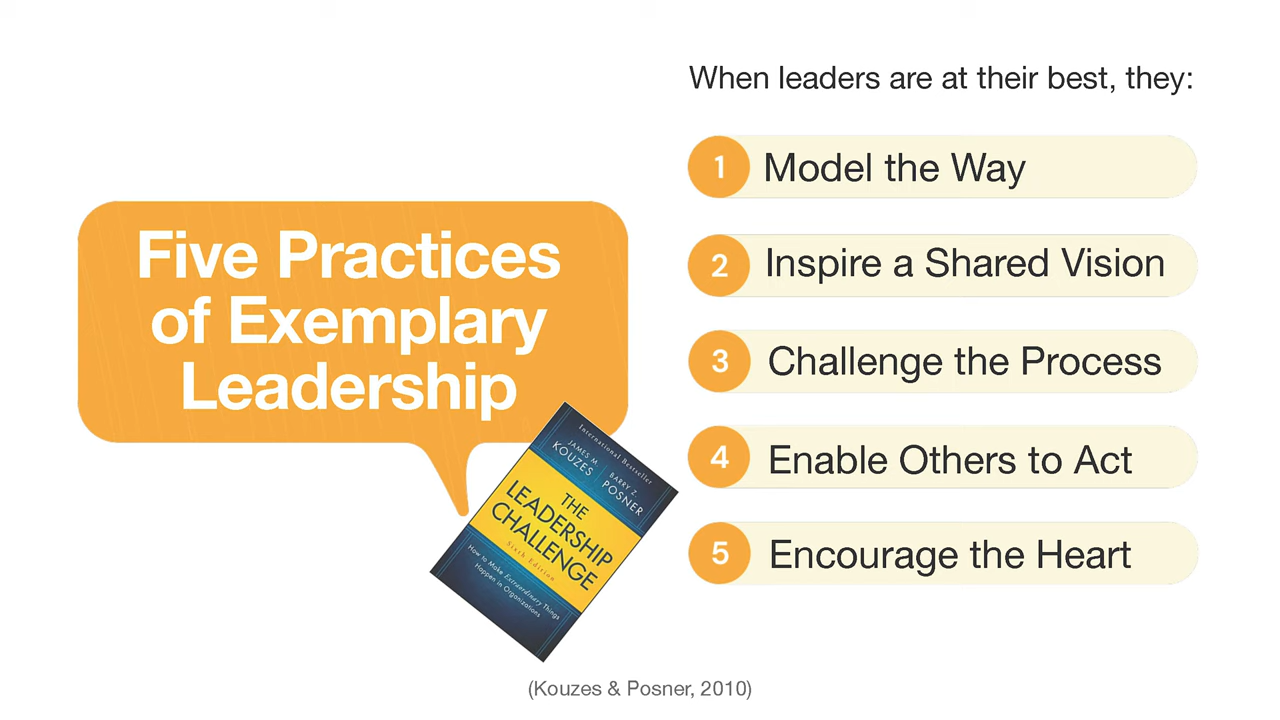 When leaders are at their best, they:
1 Model the Way
2 Inspire a Shared Vision
3 Challenge the Process
4 Enable Others to Act
5 Encourage the Heart
Five Practices
of Exemplary
Leadership
International Bestseller
JAMES M.
KOUZES
BARRY Z.
POSNER
THE
LEADERSHIP
CHALLENGE
Sixth Edition
How to Make Extraordinary Things
Happen in Organizations
(Kouzes & Posner, 2010)